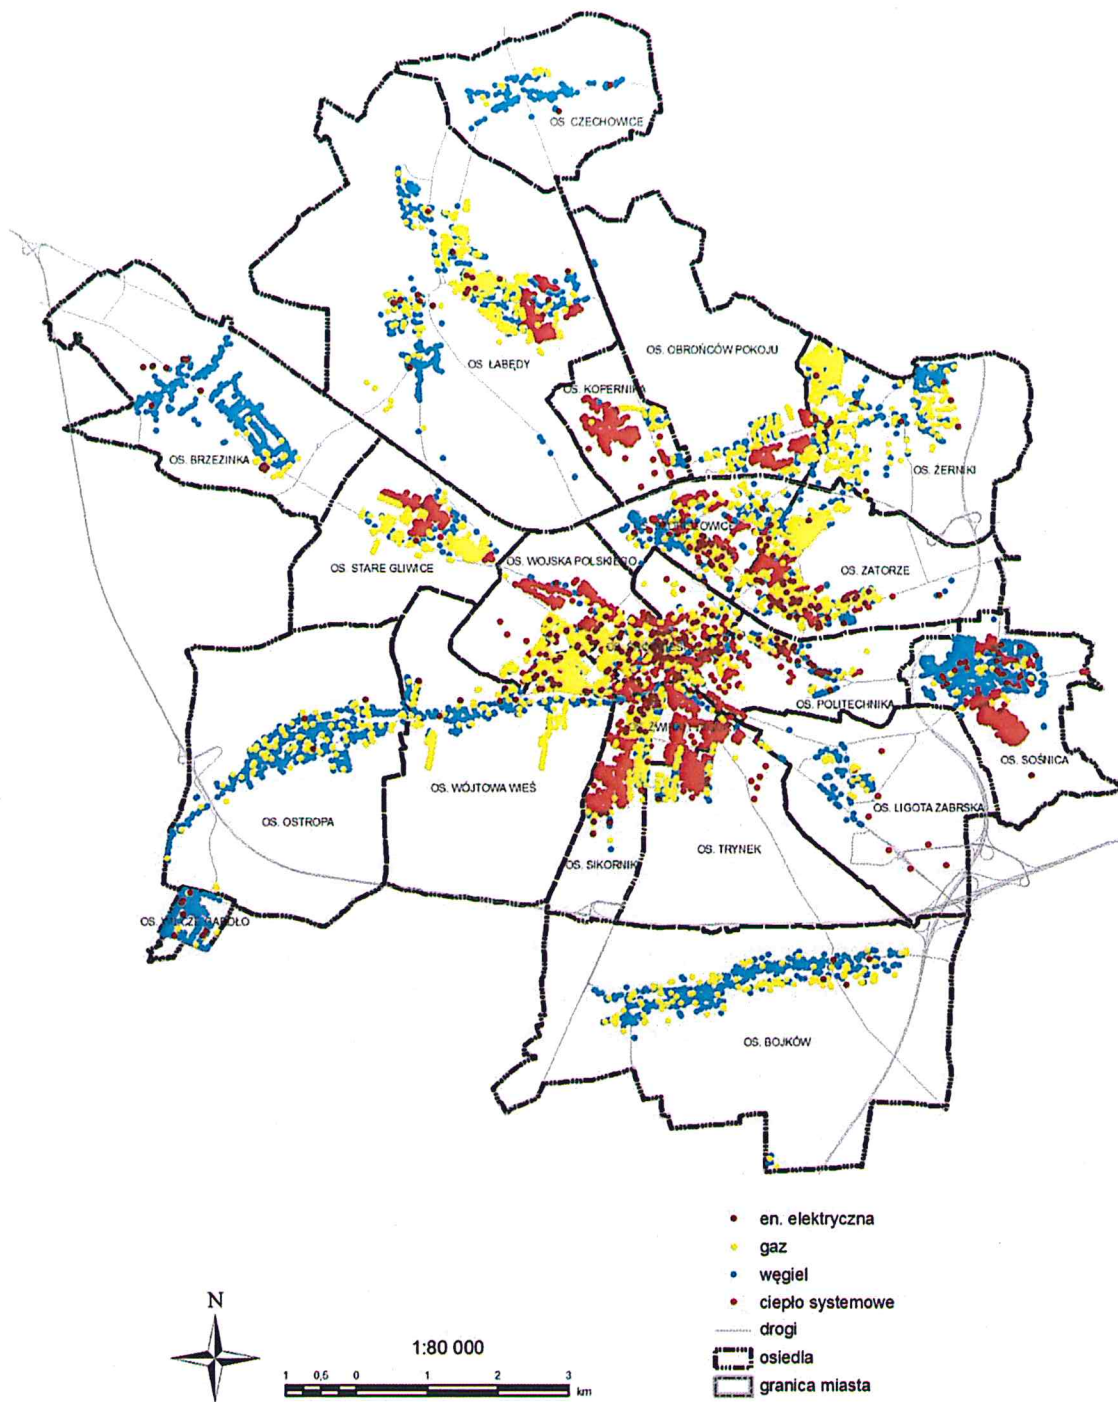 OS. CZECHOWICE
OS. OBROŃCÓW POKOJU
OS. ŁABĘDY
OS. KOPERNIKA
OS. BRZEZINKA
OS. ŻERNIKI
OS. WOJSKA POLSKIEGO
OS. STARE GLIWICE
OS. ZATORZE
OS. POLITECHNIKA
OS. SOŚNICA
OS. WÓJTOWA WIEŚ
OS. LIGOTA ZABRSKA
OS. OSTROPA
OS. TRYNEK
OS. SIKORNIK
OS. WILCZE GARDŁO
OS. BOJKÓW
en. elektryczna
gaz
węgiel
ciepło systemowe
drogi
osiedla
granica miasta
N
1:80 000
1 0,5 0 1 2 3
km